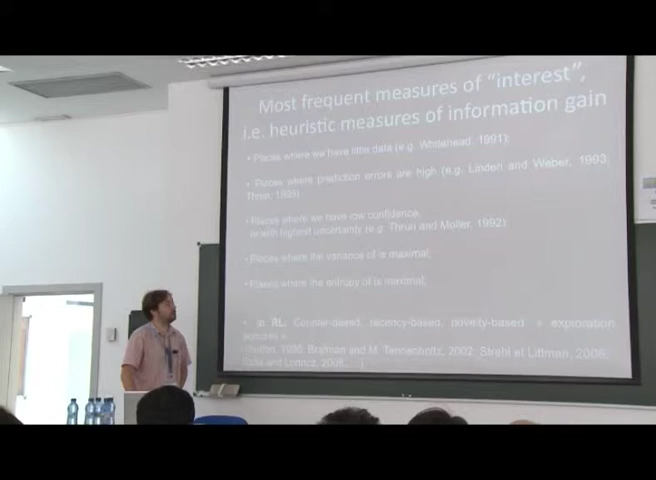 Most frequent measures of "interest",
i.e. heuristic measures of information gain
• Places where we have little data (e.g. Whitehead, 1991);
• Places where prediction errors are high (e.g. Linden and Weber, 1993;
Thrun, 1995)
• Places where we have low confidence,
or with highest uncertainty (e.g. Thrun and Moller, 1992)
• Places where the variance of is maximal;
• Places where the entropy of is maximal;
• In RL: Counter-based, recency-based, novelty-based « exploration
»
1990, Brafman and M. Tennenholtz, 2002; Strehl et Littman, 2006;
and Lorincz, 2008